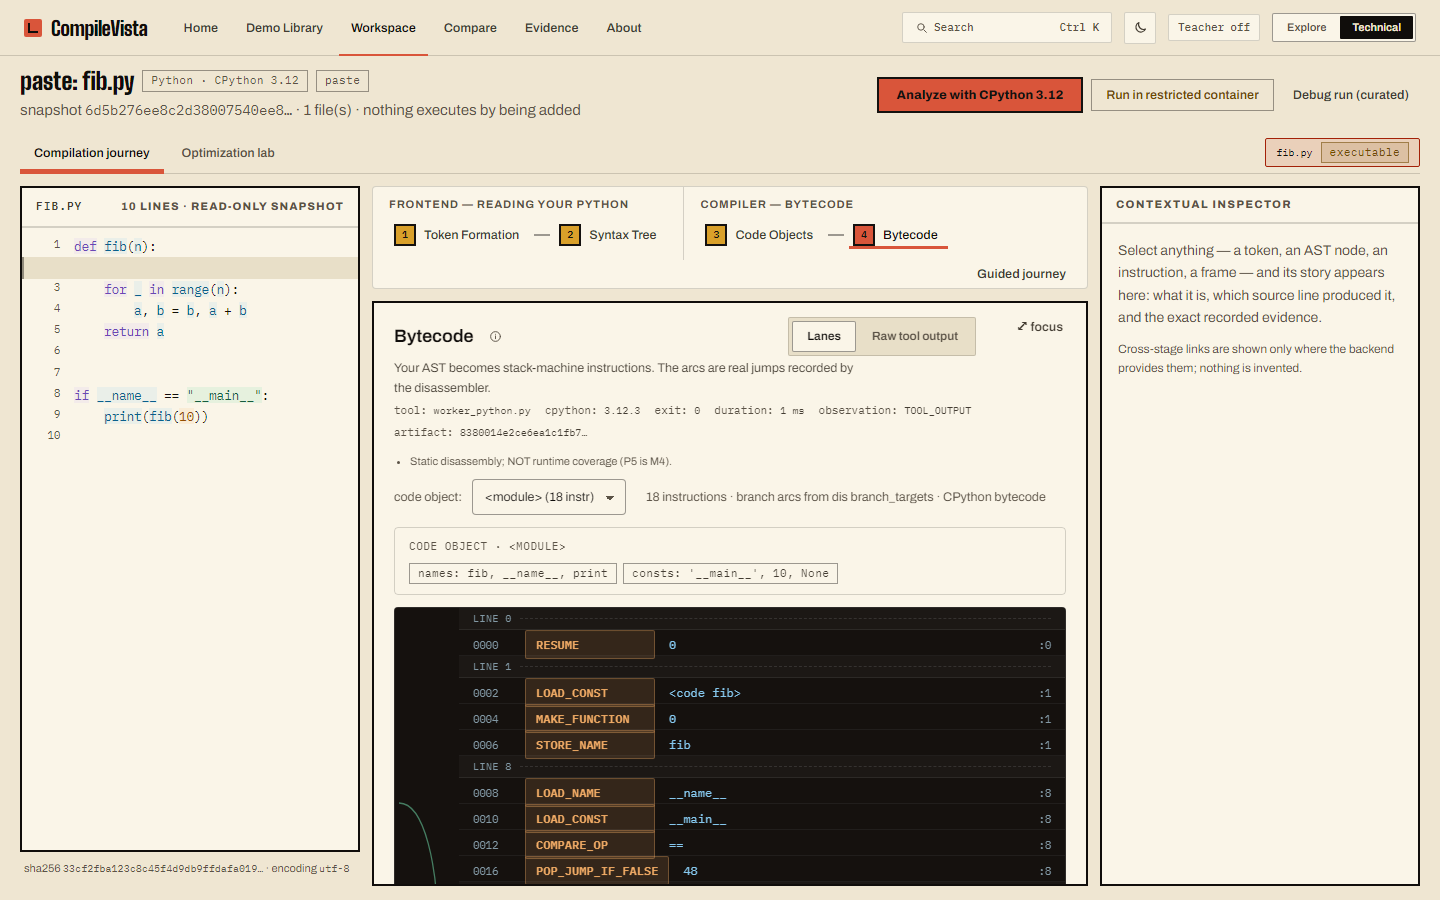 CompileVista
Home
Demo Library
Workspace
Compare
Evidence
About
Search
Ctrl K
Teacher off
Explore
Technical
paste: fib.py
Python · CPython 3.12
paste
snapshot 6d5b276ee8c2d38007540ee8… · 1 file(s) · nothing executes by being added
Analyze with CPython 3.12
Run in restricted container
Debug run (curated)
Compilation journey
Optimization lab
fib.py
executable
FIB.PY
10 LINES · READ-ONLY SNAPSHOT
1 def fib(n):
3 for _ in range(n):
4 a, b = b, a + b
5 return a
6
7
8 if __name__ == "__main__":
9 print(fib(10))
10
sha256 33cf2fba123c8c45f4d9db9ffdafa019… · encoding utf-8
FRONTEND — READING YOUR PYTHON
1 Token Formation
2 Syntax Tree
COMPILER — BYTECODE
3 Code Objects
4 Bytecode
Guided journey
Bytecode
Lanes
Raw tool output
focus
Your AST becomes stack-machine instructions. The arcs are real jumps recorded by
the disassembler.
tool: worker_python.py cpython: 3.12.3 exit: 0 duration: 1 ms observation: TOOL_OUTPUT
artifact: 8380014e2ce6ea1c1fb7…
• Static disassembly; NOT runtime coverage (P5 is M4).
code object:
<module> (18 instr)
18 instructions · branch arcs from dis branch_targets · CPython bytecode
CODE OBJECT · <MODULE>
names: fib, __name__, print
consts: '__main__', 10, None
LINE 0
0000 RESUME 0 :0
LINE 1
0002 LOAD_CONST <code fib> :1
0004 MAKE_FUNCTION 0 :1
0006 STORE_NAME fib :1
LINE 8
0008 LOAD_NAME __name__ :8
0010 LOAD_CONST __main__ :8
0012 COMPARE_OP == :8
0016 POP_JUMP_IF_FALSE 48 :8
CONTEXTUAL INSPECTOR
Select anything — a token, an AST node, an
instruction, a frame — and its story appears
here: what it is, which source line produced it,
and the exact recorded evidence.
Cross-stage links are shown only where the backend
provides them; nothing is invented.